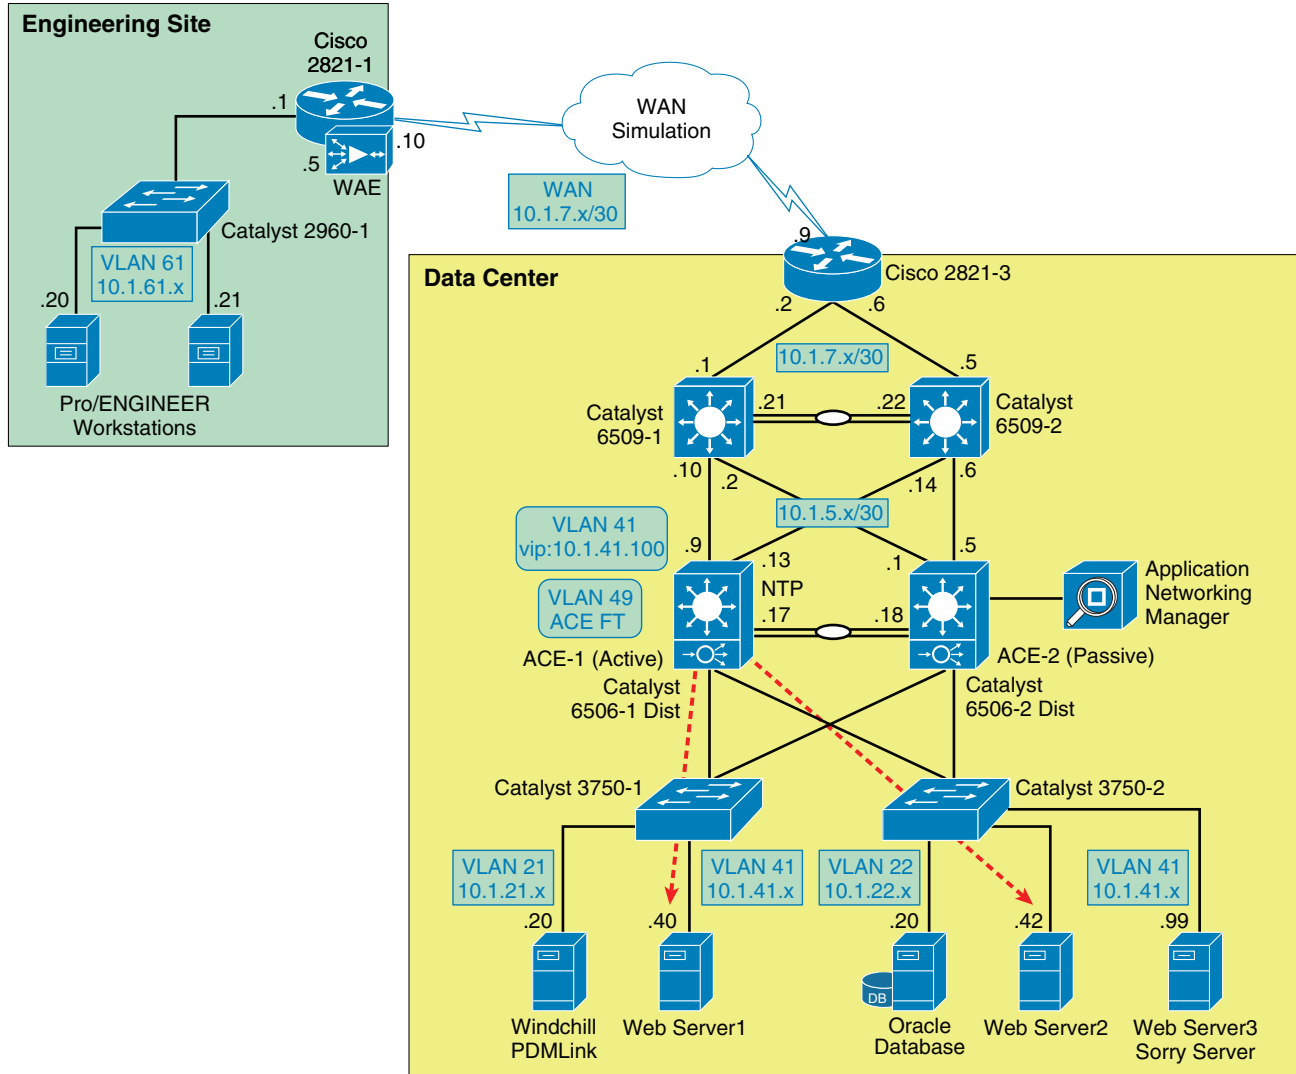 Engineering Site
Cisco
2821-1
.1
.10
.5
WAE
WAN
Simulation
WAN
10.1.7.x/30
Catalyst 2960-1
VLAN 61
10.1.61.x
.20
.21
Pro/ENGINEER
Workstations
Data Center
.9
Cisco 2821-3
.2
.6
10.1.7.x/30
.1
.5
Catalyst
6509-1
.21
.22
Catalyst
6509-2
.10
.2
.14
.6
10.1.5.x/30
VLAN 41
vip:10.1.41.100
.9
.13
.1
.5
NTP
VLAN 49
ACE FT
.17
.18
Application
Networking
Manager
ACE-1 (Active)
ACE-2 (Passive)
Catalyst
6506-1 Dist
Catalyst
6506-2 Dist
Catalyst 3750-1
Catalyst 3750-2
VLAN 21
10.1.21.x
VLAN 41
10.1.41.x
VLAN 22
10.1.22.x
VLAN 41
10.1.41.x
.20
.40
.20
.42
.99
DB
Windchill
PDMLink
Web Server1
Oracle
Database
Web Server2
Web Server3
Sorry Server